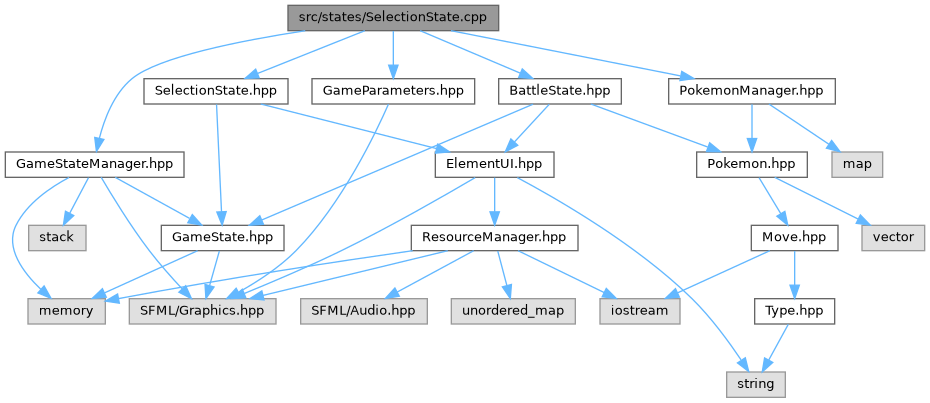 src/states/SelectionState.cpp
SelectionState.hpp
GameParameters.hpp
BattleState.hpp
PokemonManager.hpp
GameStateManager.hpp
ElementUI.hpp
Pokemon.hpp
map
stack
GameState.hpp
ResourceManager.hpp
Move.hpp
vector
memory
SFML/Graphics.hpp
SFML/Audio.hpp
unordered_map
iostream
Type.hpp
string